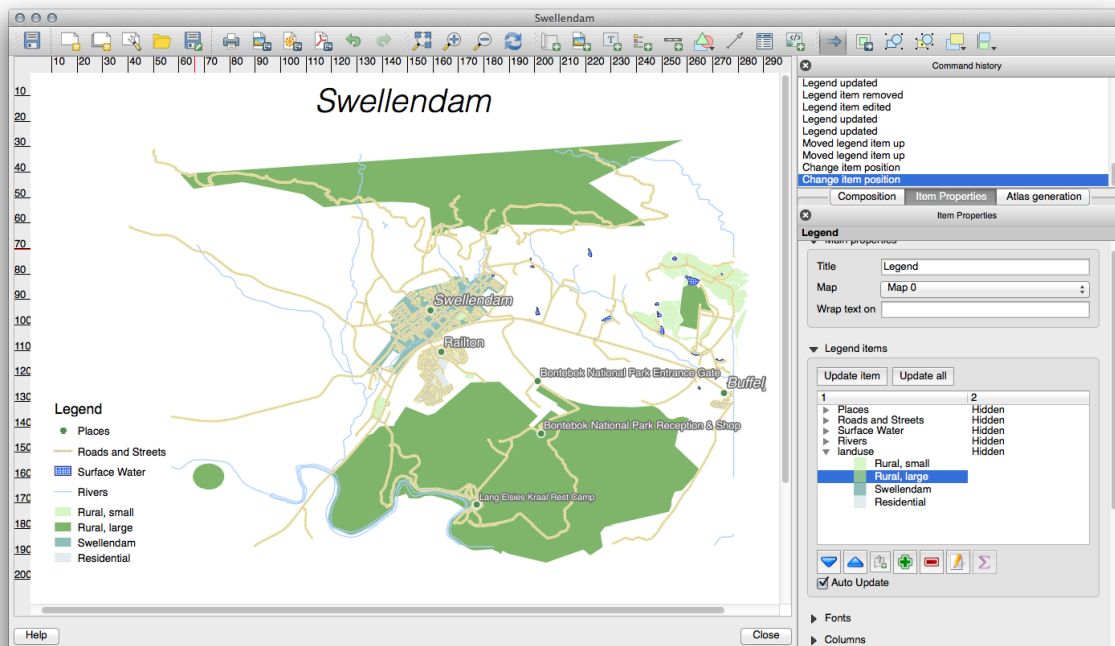 Swellendam
10 20 30 40 50 60 70 80 90 100 110 120 130 140 150 160 170 180 190 200 210 220 230 240 250 260 270 280 290
Command history
Legend updated
Legend item removed
Legend item edited
Legend updated
Legend updated
Moved legend item up
Moved legend item up
Change item position
Change item position
Composition Item Properties Atlas generation
Item Properties
Legend
Main properties
Title Legend
Map Map 0
Wrap text on
Legend items
Update item Update all
1 2
Places Hidden
Roads and Streets Hidden
Surface Water Hidden
Rivers Hidden
landuse Hidden
Rural, small
Rural, large
Swellendam
Residential
Σ
Auto Update
Fonts
Columns
10
20
30
40
50
60
70
80
90
100
110
120
130
140
150
160
170
180
190
200
Swellendam
Swellendam
Railton
Bontebok National Park Entrance Gate
Buffelj
Bontebok National Park Reception & Shop
Lang Elsies Kraal Rest Camp
Legend
Places
Roads and Streets
Surface Water
Rivers
Rural, small
Rural, large
Swellendam
Residential
Help Close